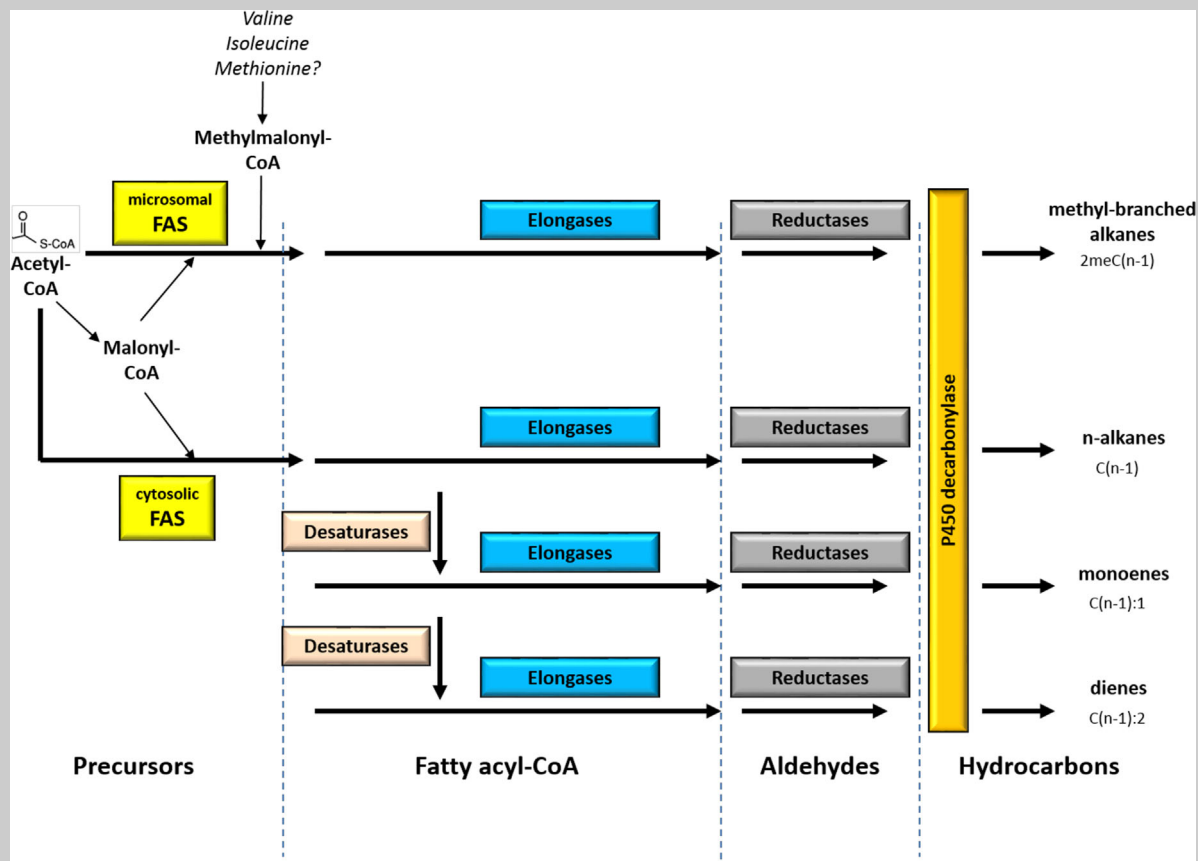 Valine
Isoleucine
Methionine?
Methylmalonyl-
CoA
microsomal
FAS
Elongases
Reductases
methyl-branched
alkanes
2meC(n-1)
O
S-CoA
Acetyl-
CoA
Malonyl-
CoA
P450 decarbonylase
Elongases
Reductases
n-alkanes
C(n-1)
cytosolic
FAS
Desaturases
Elongases
Reductases
monoenes
C(n-1):1
Desaturases
Elongases
Reductases
dienes
C(n-1):2
Precursors
Fatty acyl-CoA
Aldehydes
Hydrocarbons